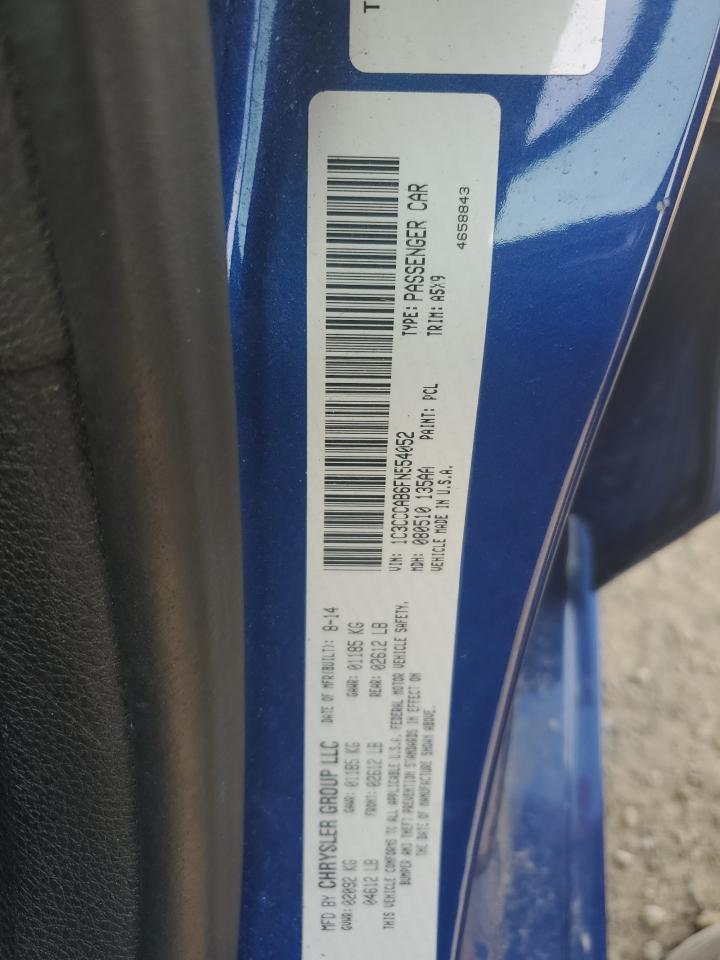 T
MFD BY CHRYSLER GROUP LLC DATE OF MFR(BUILT): 8-14
GVWR:02092 KG GAWR:01185 KG GAWR:01185 KG
04612 LB FRONT:02612 LB REAR:02612 LB
THIS VEHICLE CONFORMS TO ALL APPLICABLE U.S.A. FEDERAL MOTOR VEHICLE SAFETY,
BUMPER AND THEFT PREVENTION STANDARDS IN EFFECT ON
THE DATE OF MANUFACTURE SHOWN ABOVE.
VIN: 1C3CCCAB6FN554052 TYPE: PASSENGER CAR
MDH: 080510 135AA PAINT: PCL TRIM: A5X9
VEHICLE MADE IN U.S.A.
4658843